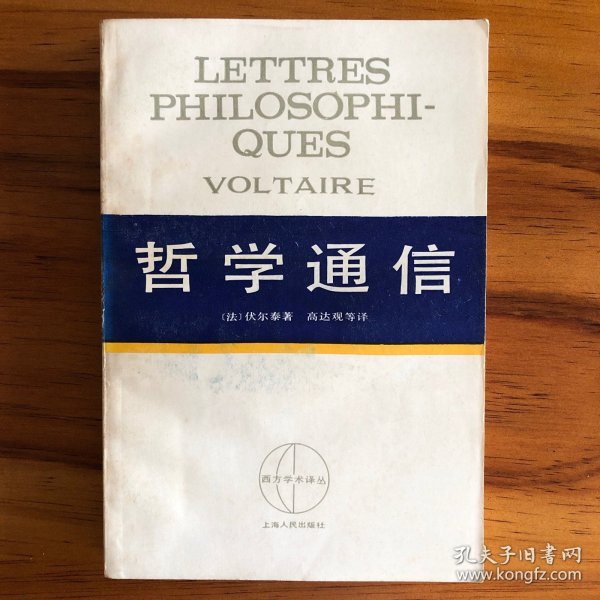 LETTRES
PHILOSOPHI-
QUES
VOLTAIRE
哲学通信
〔法〕伏尔泰著 高达观等译
西方学术译丛
上海人民出版社
孔夫子旧书网
www.kongfz.com